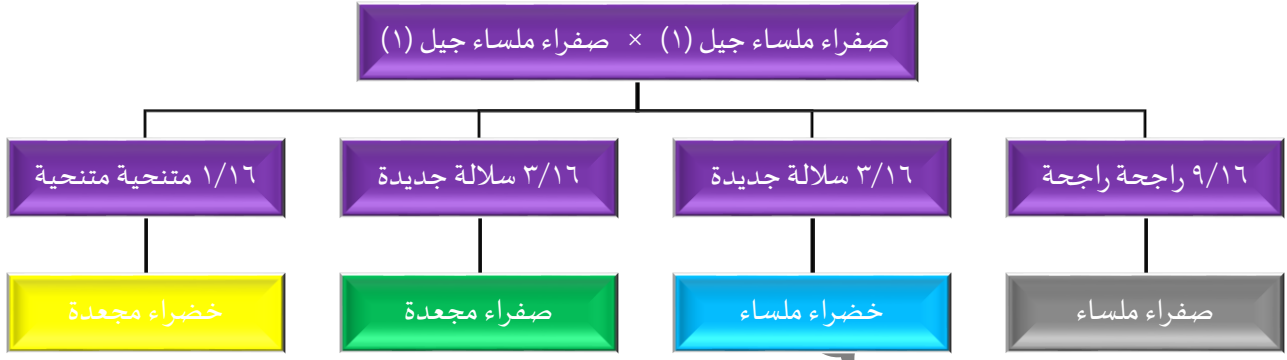 صفراء ملساء جيل (١) × صفراء ملساء جيل (١)
٩/١٦ راجحة راجحة
٣/١٦ سلالة جديدة
٣/١٦ سلالة جديدة
١/١٦ متنحية متنحية
صفراء ملساء
خضراء ملساء
صفراء مجعدة
خضراء مجعدة